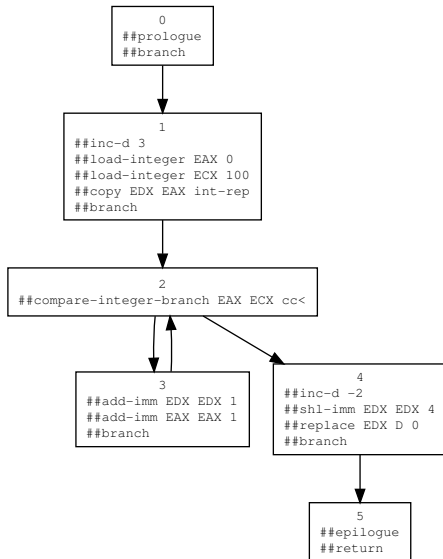 0
##prologue
##branch
1
##inc-d 3
##load-integer EAX 0
##load-integer ECX 100
##copy EDX EAX int-rep
##branch
2
##compare-integer-branch EAX ECX cc<
3
##add-imm EDX EDX 1
##add-imm EAX EAX 1
##branch
4
##inc-d -2
##shl-imm EDX EDX 4
##replace EDX D 0
##branch
5
##epilogue
##return